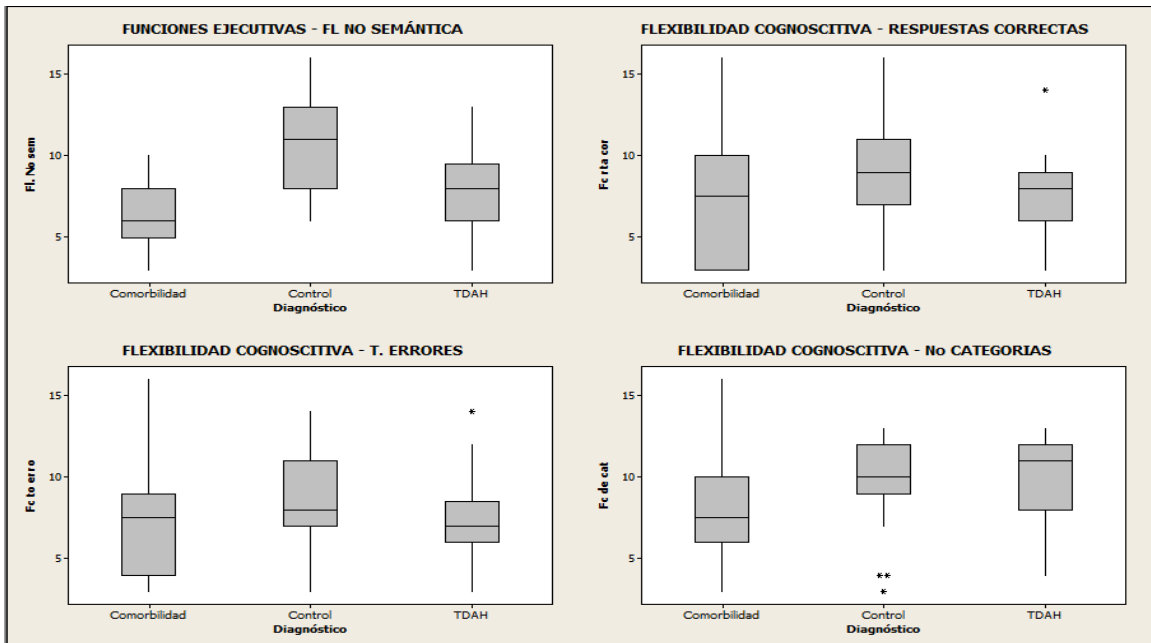 FUNCIONES EJECUTIVAS - FL NO SEMÁNTICA
Fl. No sem
15
10
5
Comorbilidad Control TDAH
Diagnóstico
FLEXIBILIDAD COGNOSCITIVA - RESPUESTAS CORRECTAS
Fc rta cor
15
10
5
Comorbilidad Control TDAH
Diagnóstico
FLEXIBILIDAD COGNOSCITIVA - T. ERRORES
Fc to erro
15
10
5
Comorbilidad Control TDAH
Diagnóstico
FLEXIBILIDAD COGNOSCITIVA - No CATEGORIAS
Fc de cat
15
10
5
Comorbilidad Control TDAH
Diagnóstico